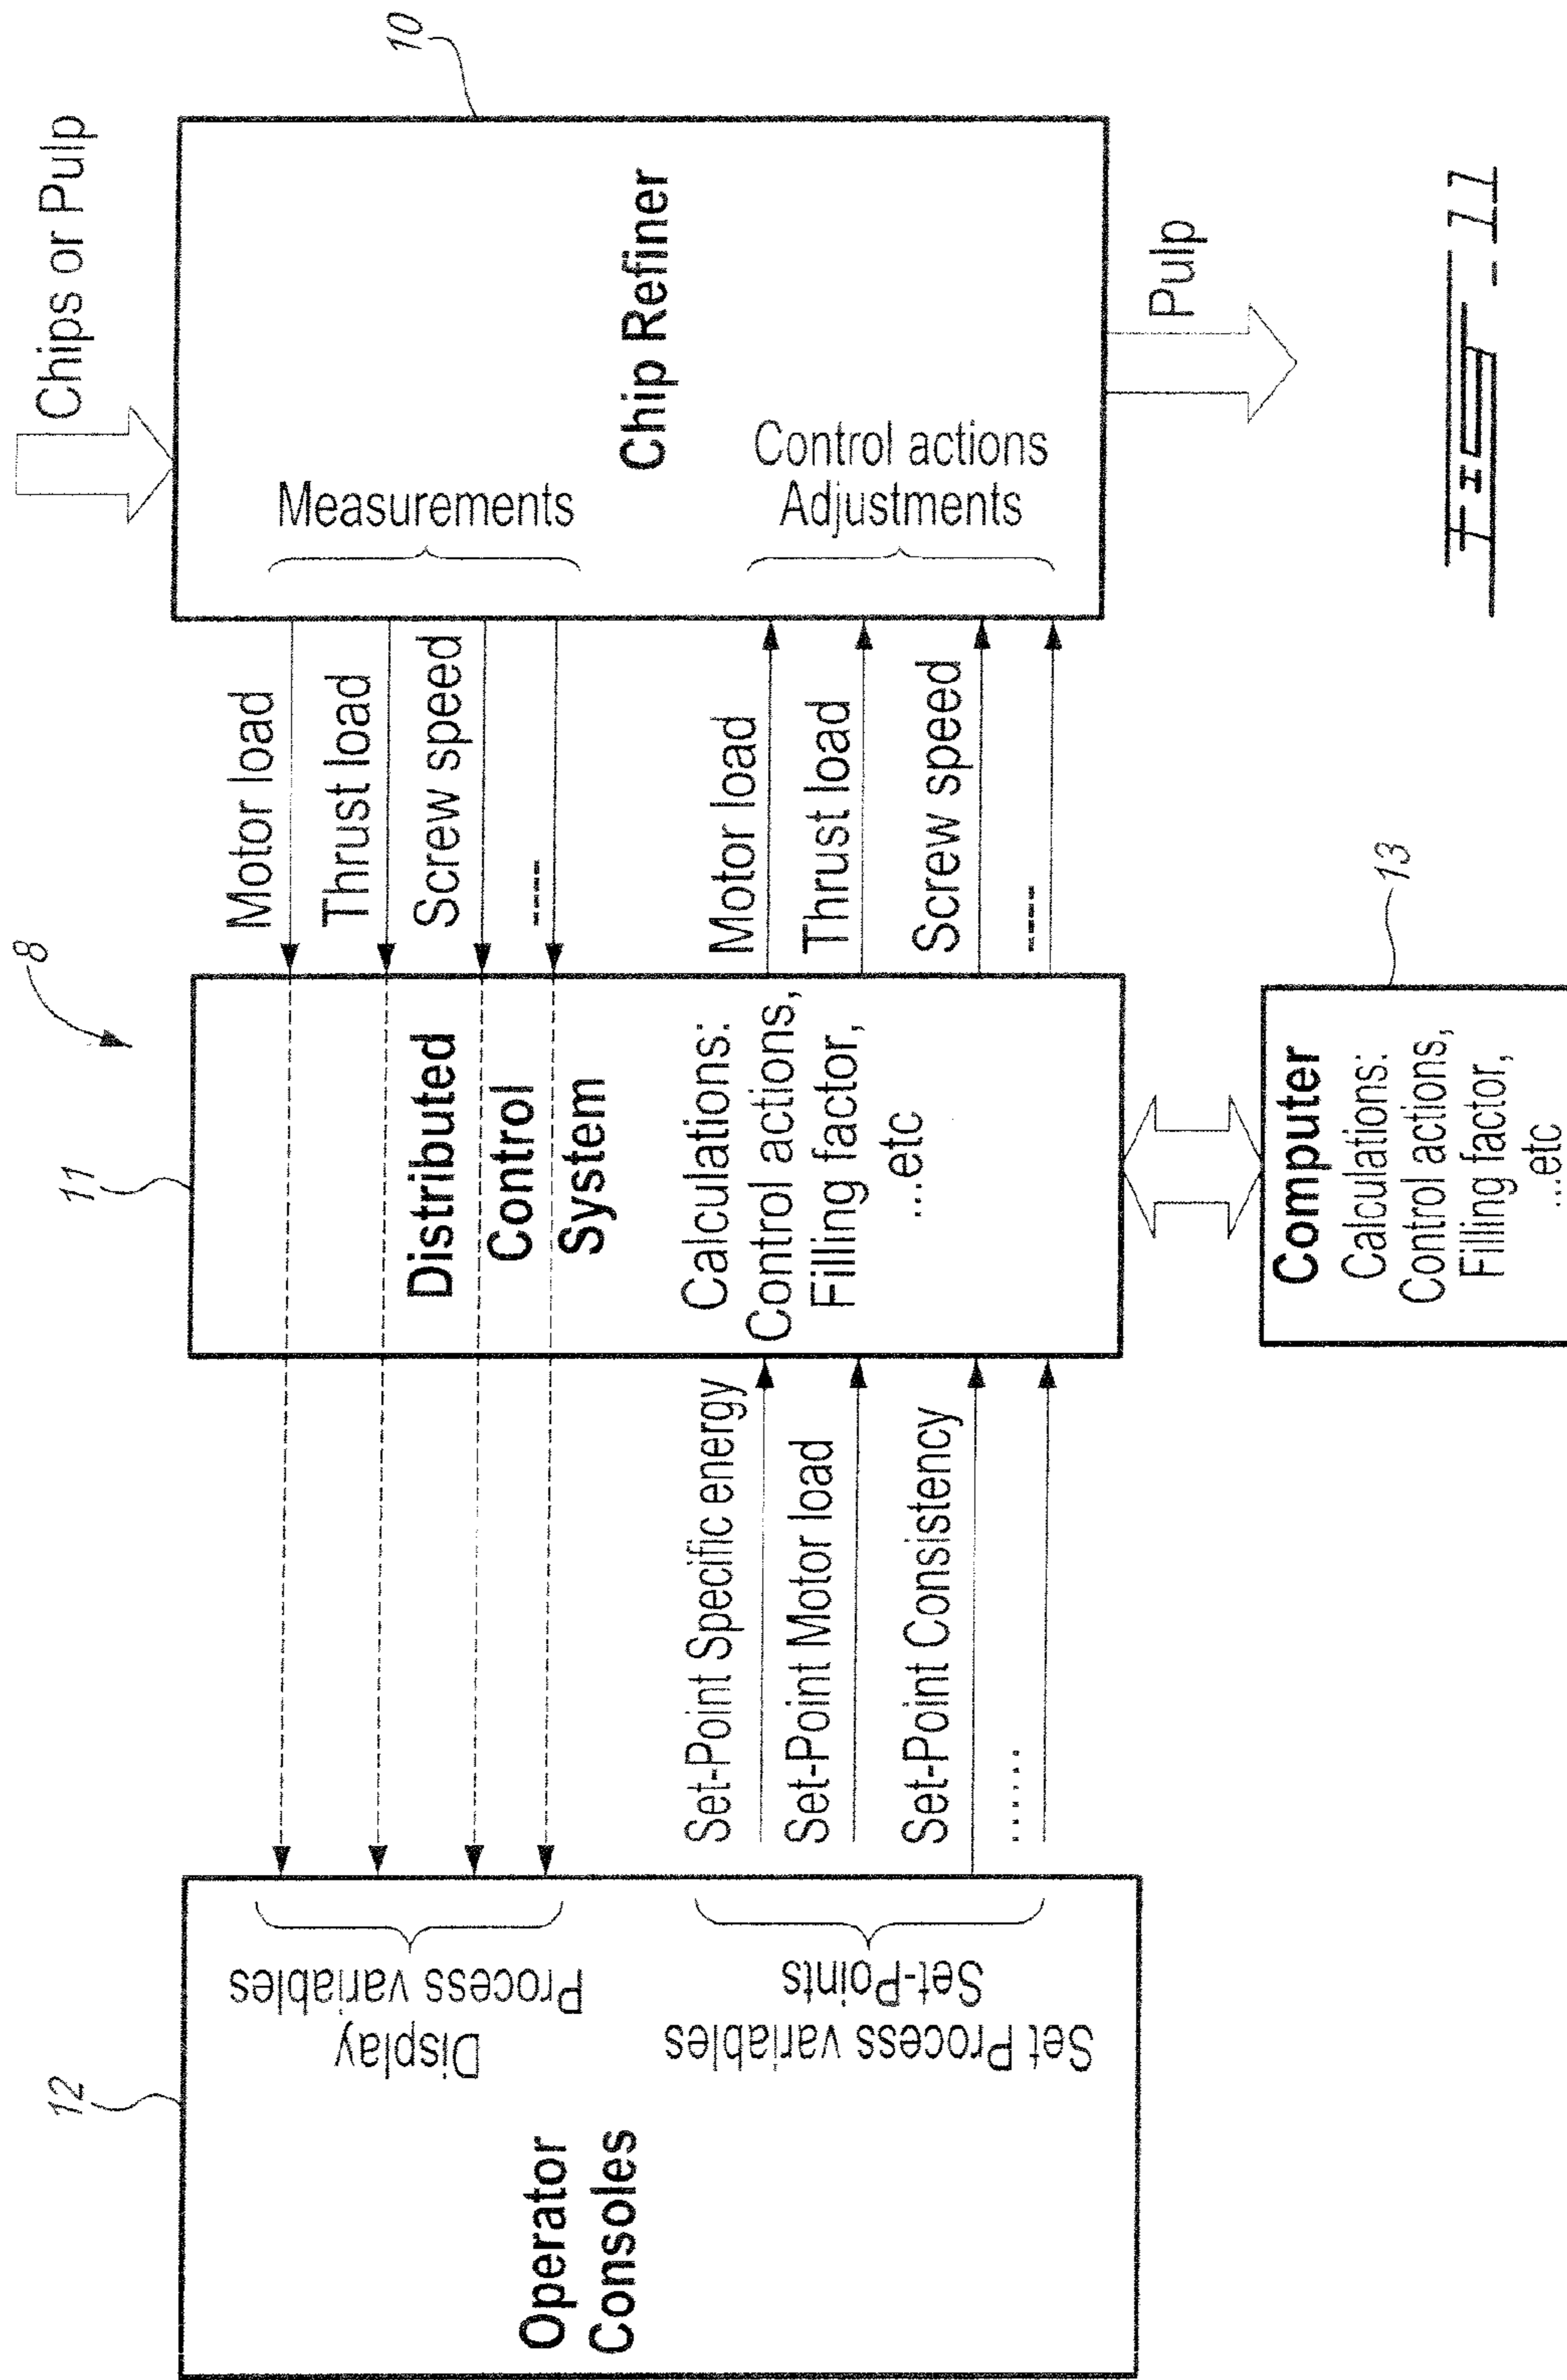 8
12
Operator
Consoles
Display
Process variables
Set Process variables
Set-Points
Set-Point Specific energy
Set-Point Motor load
Set-Point Consistency
......
11
Distributed
Control
System
Calculations:
Control actions,
Filling factor,
...etc
Motor load
Thrust load
Screw speed
----
Motor load
Thrust load
Screw speed
----
10
Chips or Pulp
Measurements
Chip Refiner
Control actions
Adjustments
Pulp
13
Computer
Calculations:
Control actions,
Filling factor,
...etc
FIG-11